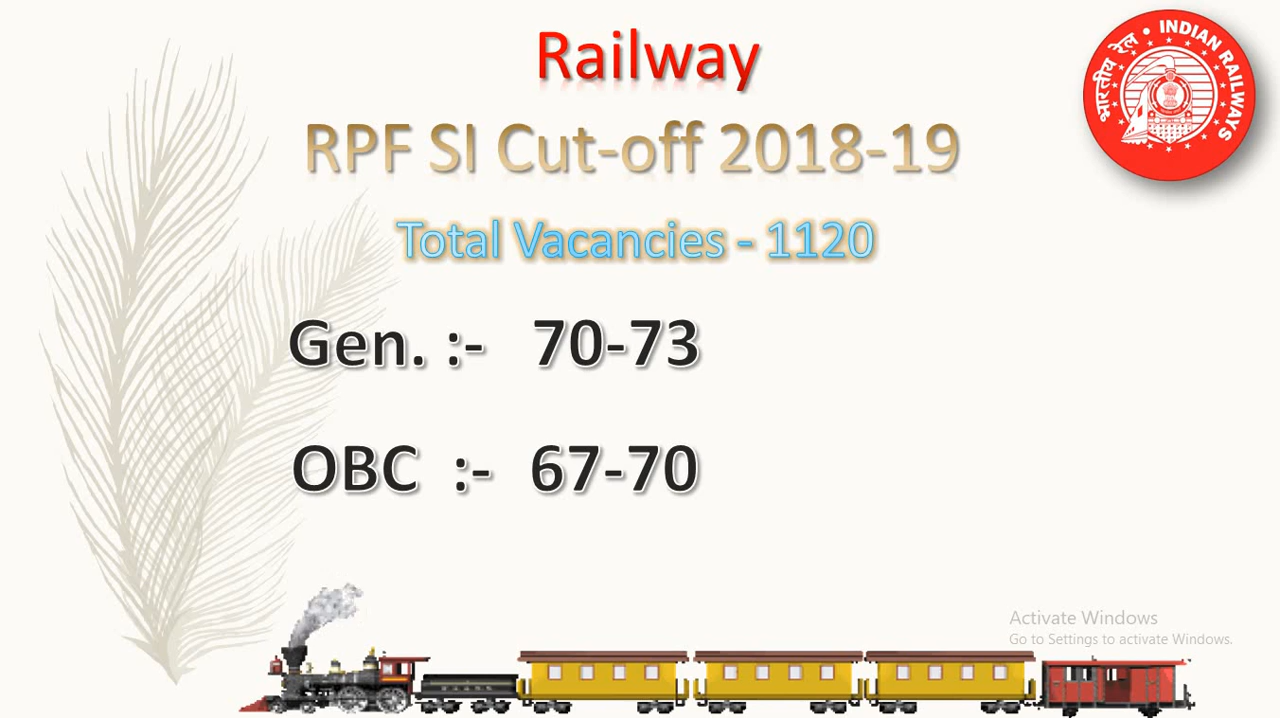 Railway
भारतीय रेल • INDIAN RAILWAYS
RPF SI Cut-off 2018-19
Total Vacancies - 1120
Gen. :- 70-73
OBC :- 67-70
Activate Windows
Go to Settings to activate Windows.